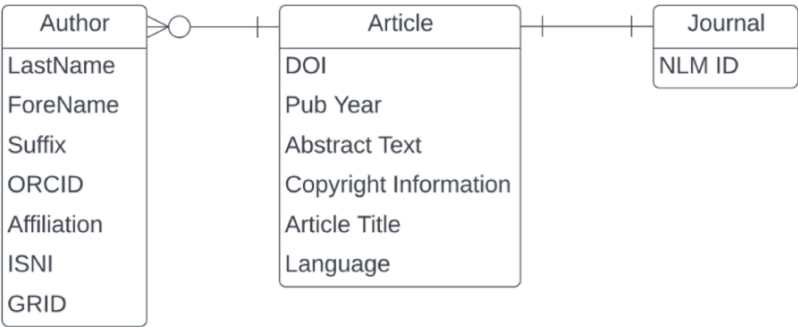 Author
LastName
ForeName
Suffix
ORCID
Affiliation
ISNI
GRID
Article
DOI
Pub Year
Abstract Text
Copyright Information
Article Title
Language
Journal
NLM ID